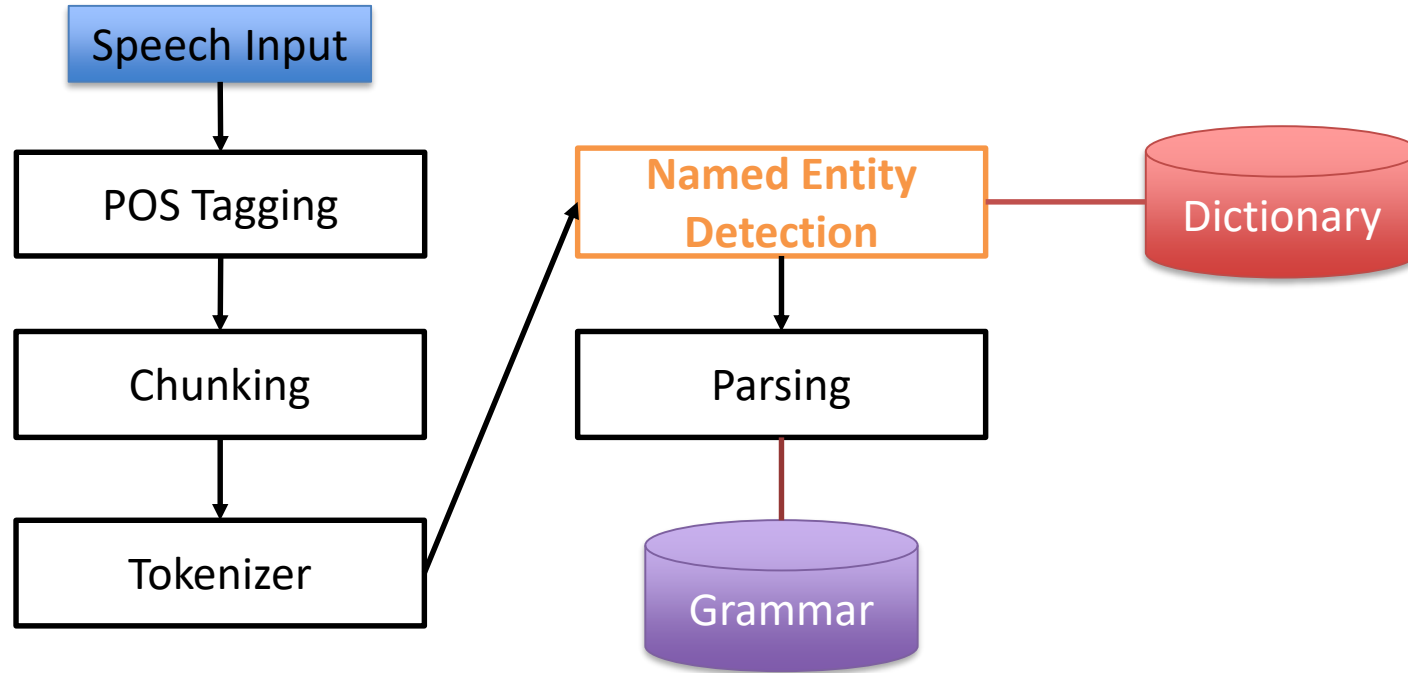 Speech Input
POS Tagging
Chunking
Tokenizer
Named Entity
Detection
Parsing
Dictionary
Grammar